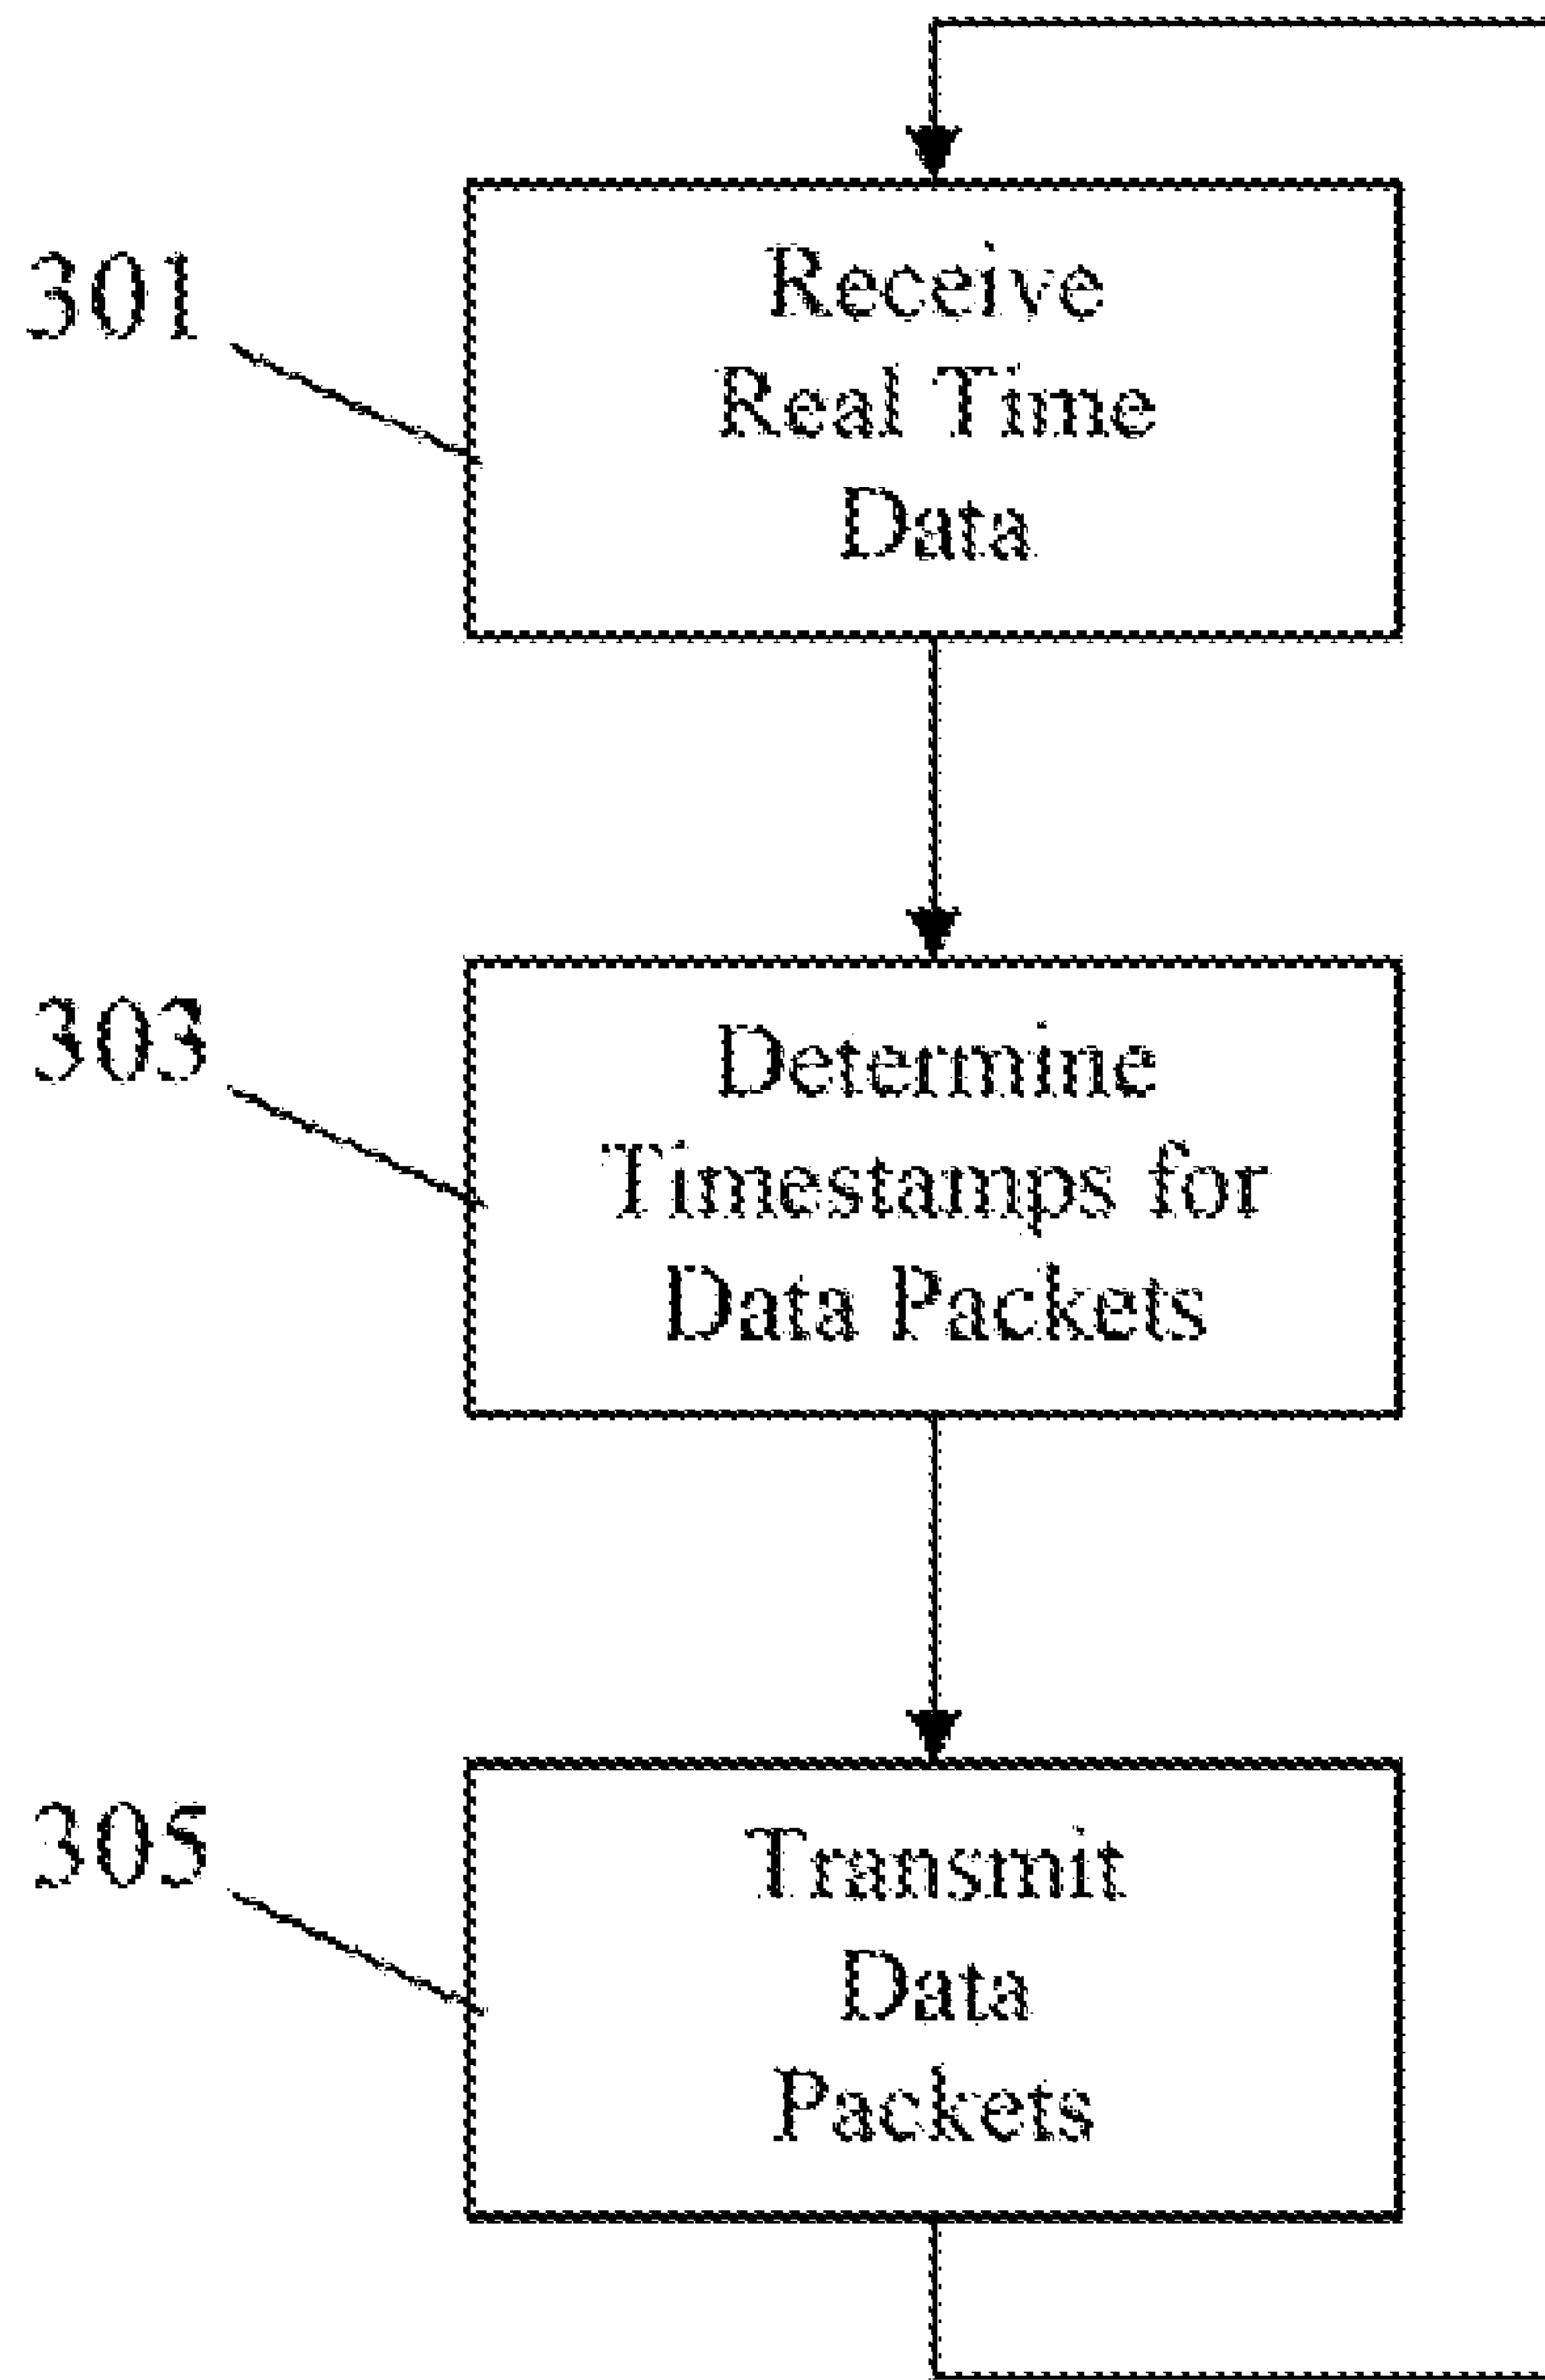 301
Receive
Real Time
Data
303
Determine
Timestamps for
Data Packets
305
Transmit
Data
Packets